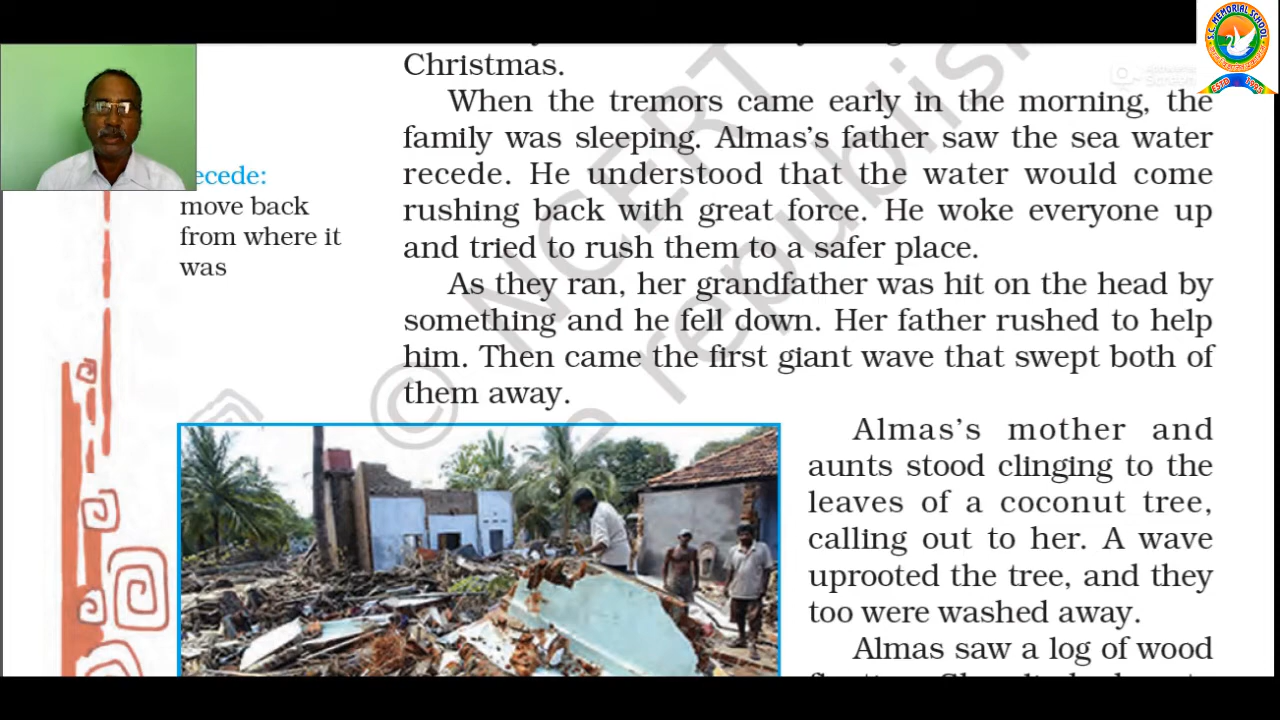 S.C. MEMORIAL SCHOOL
ESTD 1995
Christmas.
When the tremors came early in the morning, the
family was sleeping. Almas's father saw the sea water
recede. He understood that the water would come
rushing back with great force. He woke everyone up
and tried to rush them to a safer place.
ecede:
move back
from where it
was
As they ran, her grandfather was hit on the head by
something and he fell down. Her father rushed to help
him. Then came the first giant wave that swept both of
them away.
Almas's mother and
aunts stood clinging to the
leaves of a coconut tree,
calling out to her. A wave
uprooted the tree, and they
too were washed away.
Almas saw a log of wood
© NCERT
republish